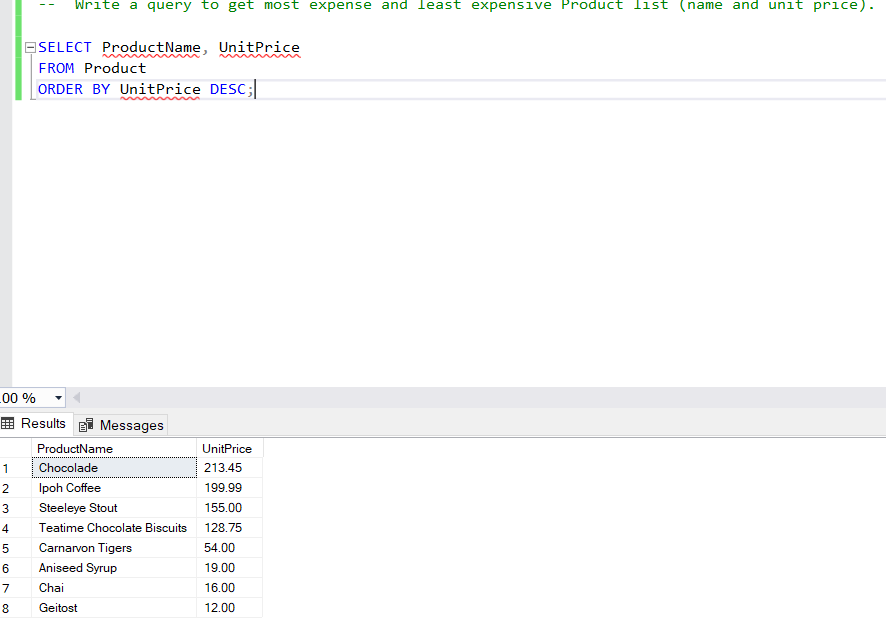 -- Write a query to get most expense and least expensive Product list (name and unit price).
SELECT ProductName, UnitPrice
FROM Product
ORDER BY UnitPrice DESC;
.00 %
Results Messages
ProductName UnitPrice
1 Chocolade 213.45
2 Ipoh Coffee 199.99
3 Steeleye Stout 155.00
4 Teatime Chocolate Biscuits 128.75
5 Carnarvon Tigers 54.00
6 Aniseed Syrup 19.00
7 Chai 16.00
8 Geitost 12.00